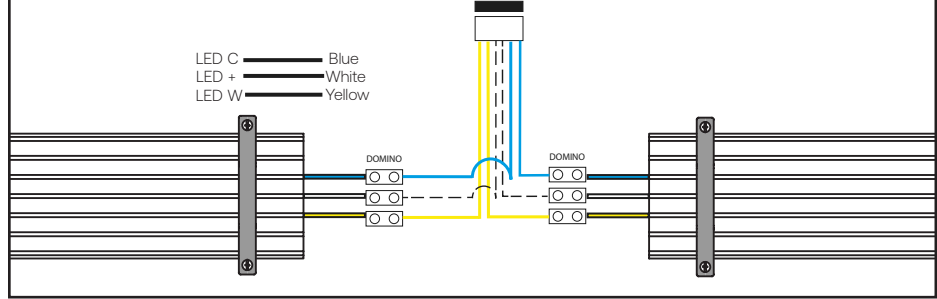 LED C Blue
LED + White
LED W Yellow
DOMINO
DOMINO